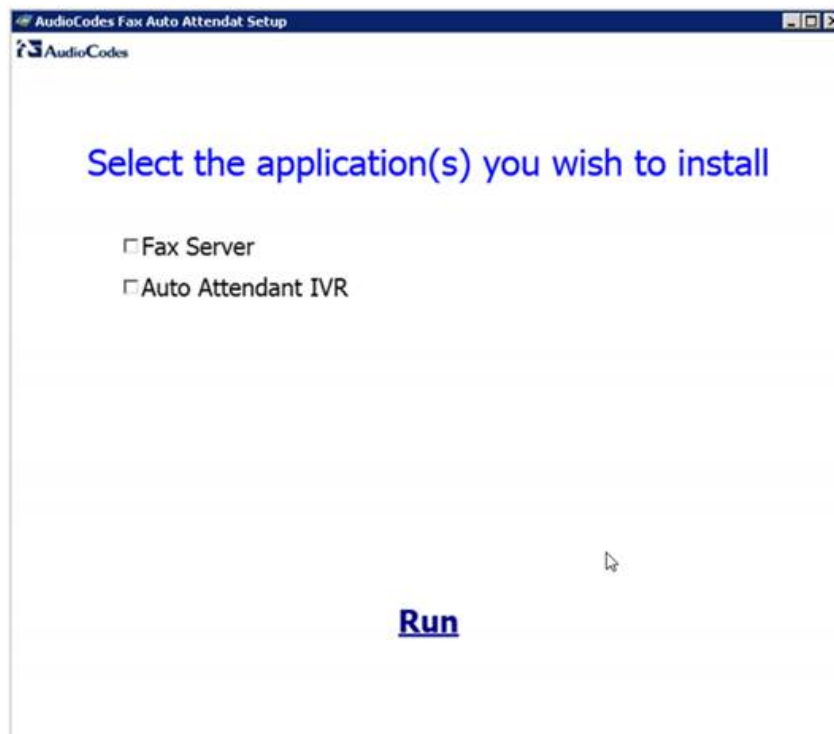 AudioCodes Fax Auto Attendat Setup
AudioCodes
Select the application(s) you wish to install
Fax Server
Auto Attendant IVR
Run